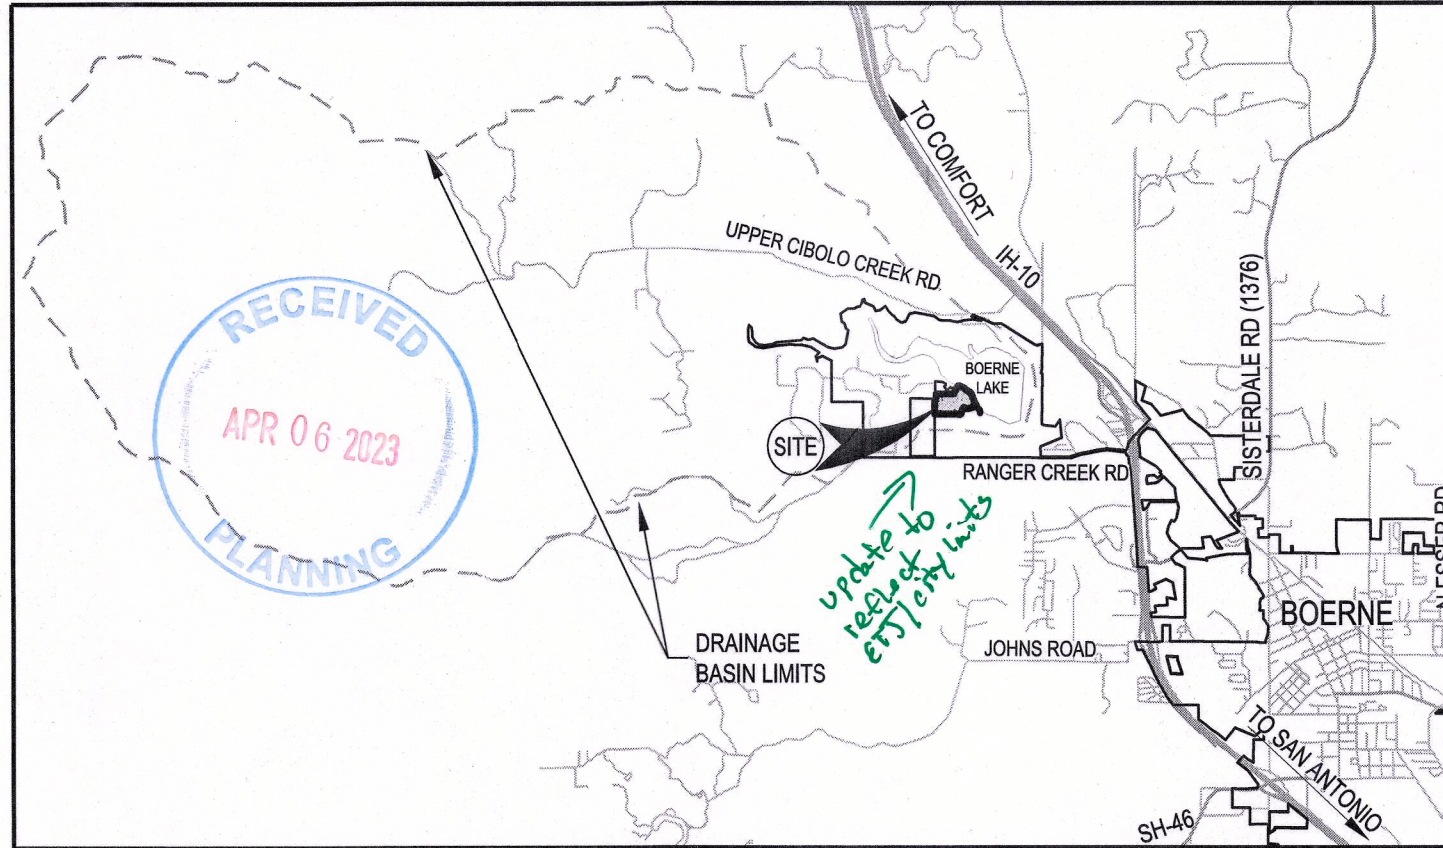 TO COMFORT
UPPER CIBOLO CREEK RD.
IH-10
SISTERDALE RD (1376)
RECEIVED
APR 06 2023
PLANNING
BOERNE
LAKE
SITE
RANGER CREEK RD
update to
reflect
ETJ/city limits
N ESSER RD
BOERNE
DRAINAGE
BASIN LIMITS
JOHNS ROAD
TO SAN ANTONIO
SH-46